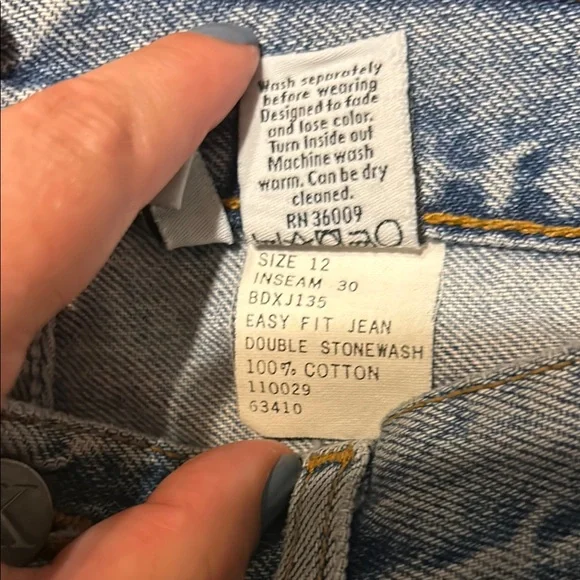 Wash separately
before wearing
Designed to fade
and lose color.
Turn Inside out
Machine wash
warm. Can be dry
cleaned.
RN 36009
SIZE 12
INSEAM 30
BDXJ135
EASY FIT JEAN
DOUBLE STONEWASH
100% COTTON
110029
63410
K